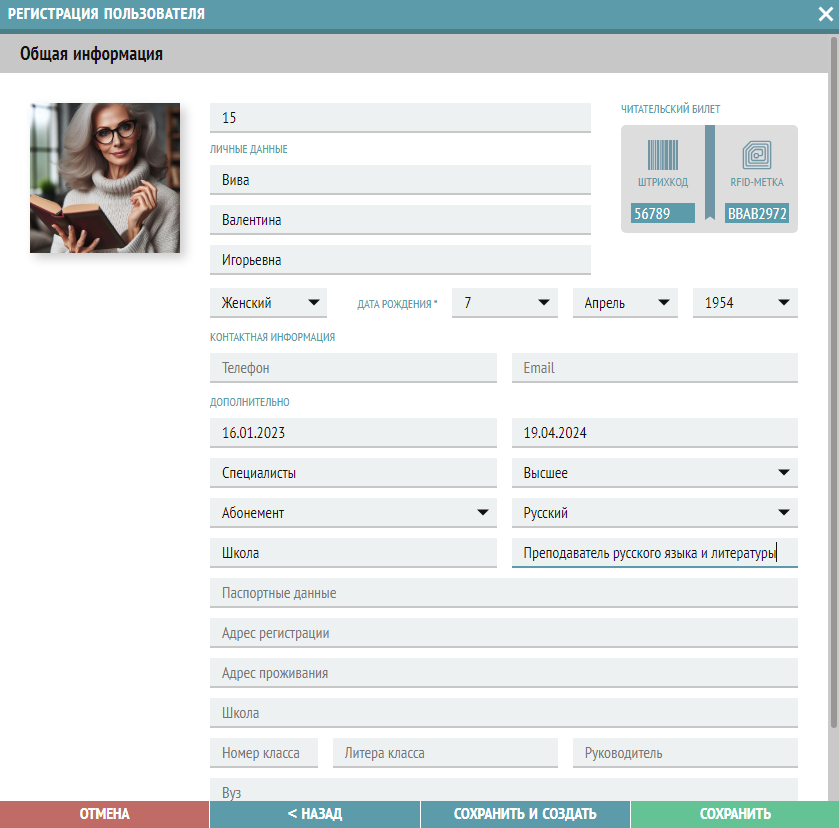 РЕГИСТРАЦИЯ ПОЛЬЗОВАТЕЛЯ
Общая информация
15
ЧИТАТЕЛЬСКИЙ БИЛЕТ
ШТРИХКОД
RFID-МЕТКА
56789
BBAB2972
ЛИЧНЫЕ ДАННЫЕ
Вива
Валентина
Игорьевна
Женский
ДАТА РОЖДЕНИЯ *
7
Апрель
1954
КОНТАКТНАЯ ИНФОРМАЦИЯ
Телефон
Email
ДОПОЛНИТЕЛЬНО
16.01.2023
19.04.2024
Специалисты
Высшее
Абонемент
Русский
Школа
Преподаватель русского языка и литературы
Паспортные данные
Адрес регистрации
Адрес проживания
Школа
Номер класса
Литера класса
Руководитель
Вуз
ОТМЕНА
< НАЗАД
СОХРАНИТЬ И СОЗДАТЬ
СОХРАНИТЬ